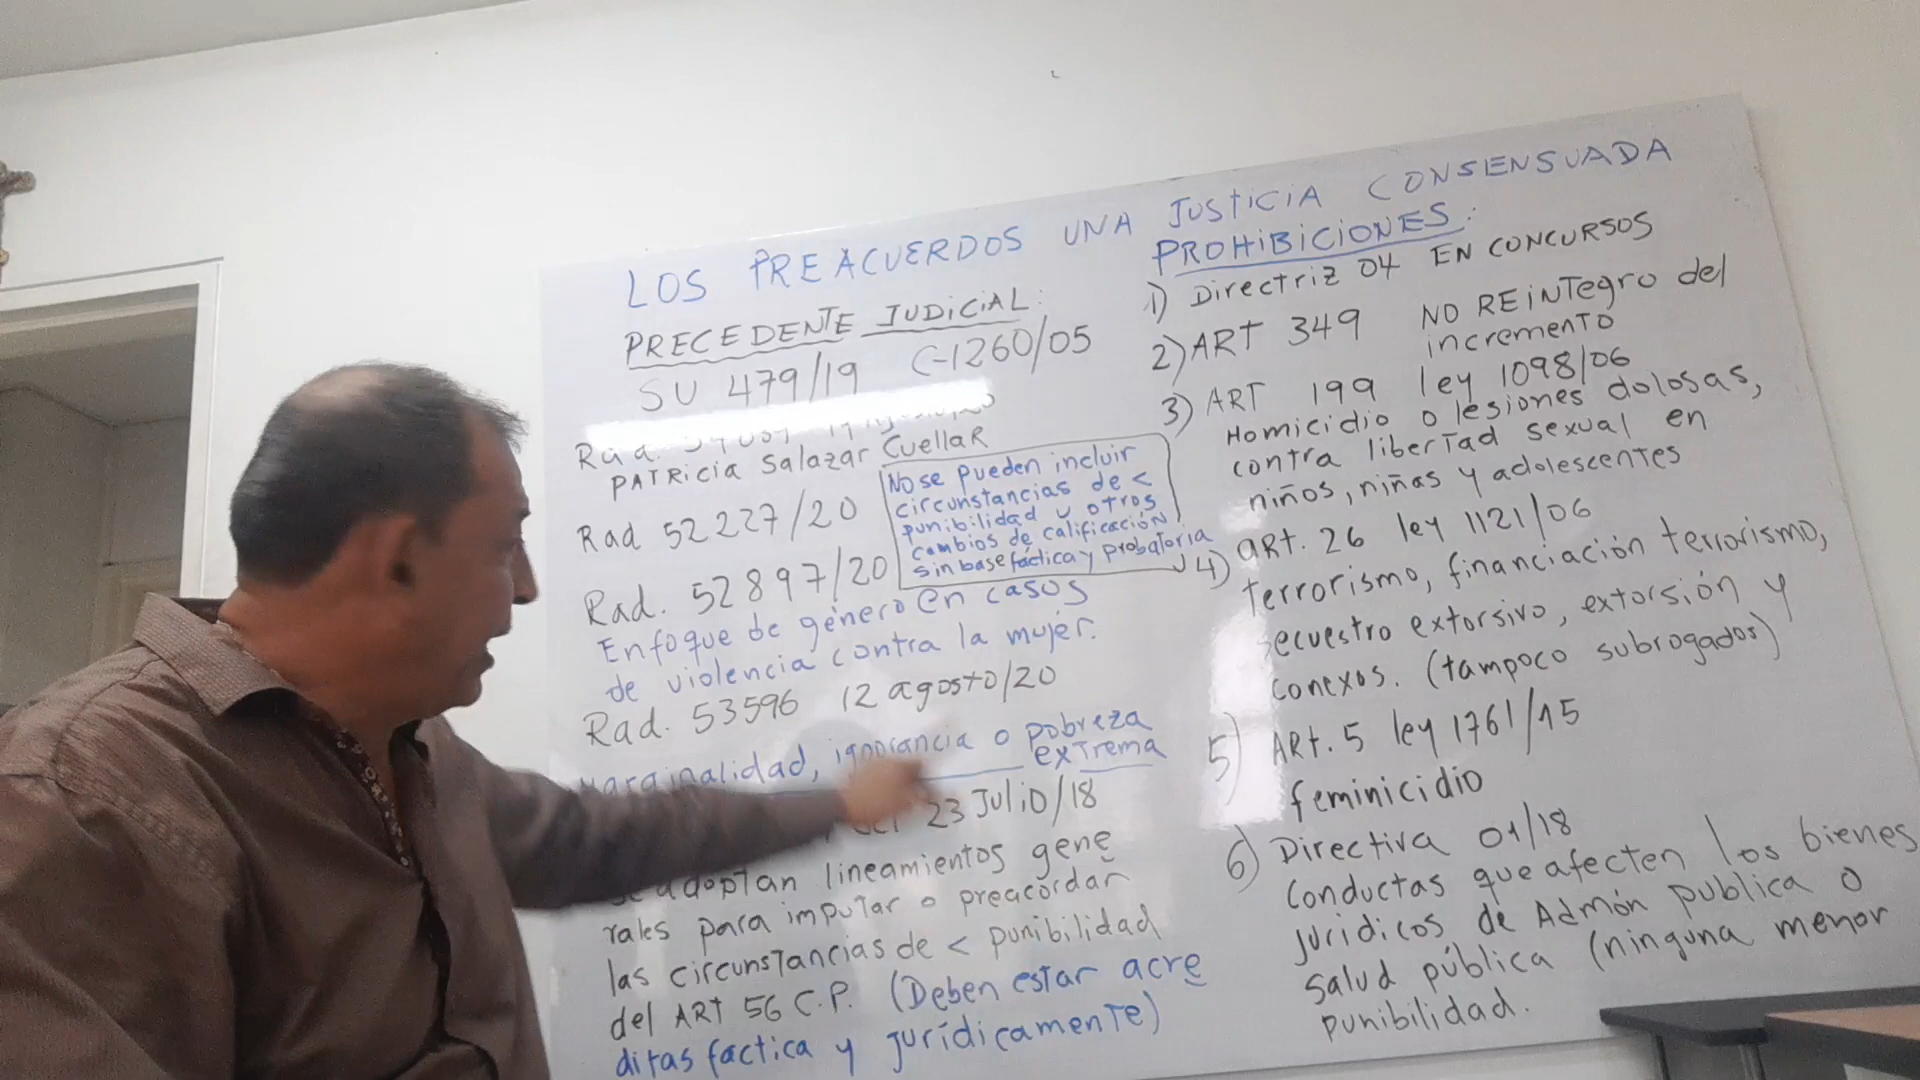 LOS PREACUERDOS UNA JUSTICIA CONSENSUADA
PRECEDENTE JUDICIAL:
SU 479/19 C-1260/05
Rad.
PATRICIA Salazar CuellaR
Rad 52227/20
No se pueden incluir
circunstancias de <
punibilidad u otros
cambios de calificación
sin base fáctica y probatoria
Rad. 52897/20
Enfoque de género en casos
de violencia contra la mujer.
Rad. 53596 12 agosto/20
Marginalidad, ignorancia o pobreza
extrema
23 Julio/18
se adoptan lineamientos gene
rales para imputar o preacordar
las circunstancias de < punibilidad
del ART 56 C.P. (Deben estar acre
ditas factica y jurídicamente)
PROHIBICIONES:
1) Directriz 04 EN CONCURSOS
2) ART 349 NO REINTegro del
incremento
3) ART 199 ley 1098/06
Homicidio o lesiones dolosas,
contra libertad sexual en
niños, niñas y adolescentes
4) art. 26 ley 1121/06
terrorismo, financiación terrorismo,
secuestro extorsivo, extorsión y
conexos. (tampoco subrogados)
5) ART. 5 ley 1761/15
feminicidio
6) Directiva 01/18
conductas que afecten los bienes
jurídicos de Admón publica o
salud pública (ninguna menor
punibilidad.